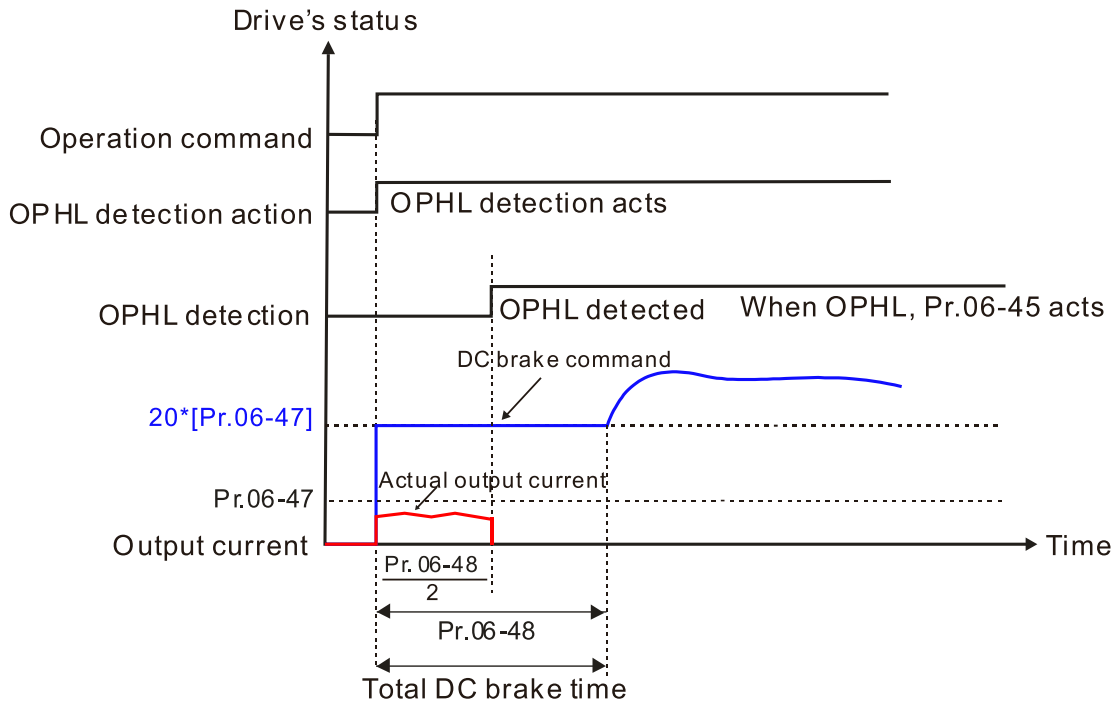 Drive's status
Operation command
OPHL detection action
OPHL detection acts
OPHL detection
OPHL detected
When OPHL, Pr.06-45 acts
DC brake command
20*[Pr.06-47]
Actual output current
Pr.06-47
Output current
Time
Pr. 06-48
2
Pr.06-48
Total DC brake time